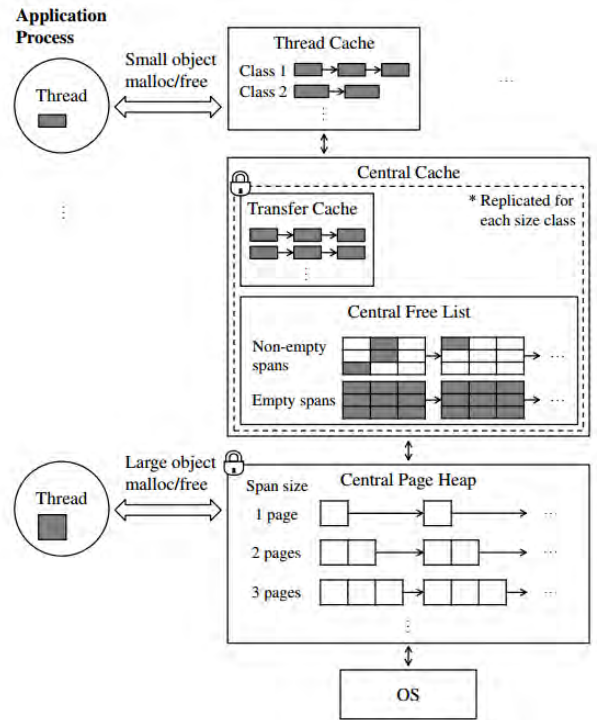 Application
Process
Thread
Small object
malloc/free
Thread Cache
Class 1
Class 2
...
Central Cache
Transfer Cache
* Replicated for
each size class
Central Free List
Non-empty
spans
...
Empty spans
...
Thread
Large object
malloc/free
Central Page Heap
Span size
1 page
...
2 pages
...
3 pages
...
OS